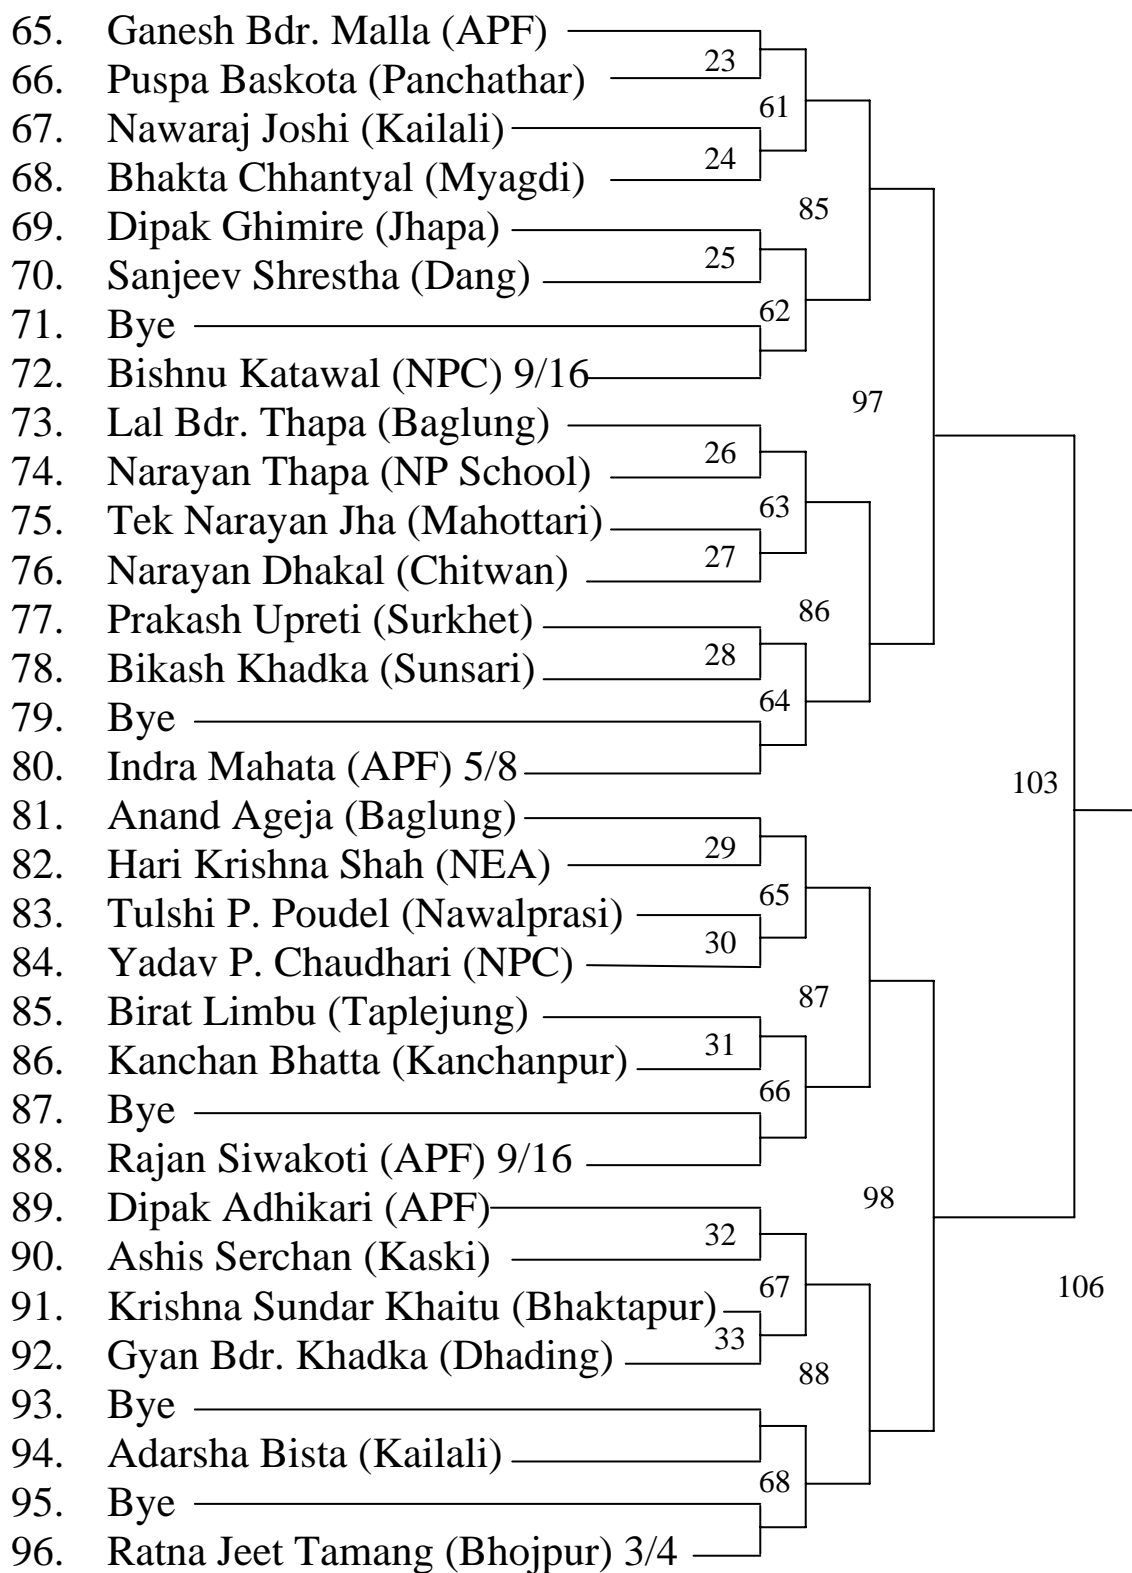 65. Ganesh Bdr. Malla (APF)
23
66. Puspa Baskota (Panchathar)
61
67. Nawaraj Joshi (Kailali)
24
68. Bhakta Chhantyal (Myagdi)
85
69. Dipak Ghimire (Jhapa)
25
70. Sanjeev Shrestha (Dang)
62
71. Bye
72. Bishnu Katawal (NPC) 9/16
97
73. Lal Bdr. Thapa (Baglung)
26
74. Narayan Thapa (NP School)
63
75. Tek Narayan Jha (Mahottari)
27
76. Narayan Dhakal (Chitwan)
86
77. Prakash Upreti (Surkhet)
28
78. Bikash Khadka (Sunsari)
64
79. Bye
80. Indra Mahata (APF) 5/8
103
81. Anand Ageja (Baglung)
29
82. Hari Krishna Shah (NEA)
65
83. Tulshi P. Poudel (Nawalprasi)
30
84. Yadav P. Chaudhari (NPC)
87
85. Birat Limbu (Taplejung)
31
86. Kanchan Bhatta (Kanchanpur)
66
87. Bye
88. Rajan Siwakoti (APF) 9/16
98
89. Dipak Adhikari (APF)
32
90. Ashis Serchan (Kaski)
67
106
91. Krishna Sundar Khaitu (Bhaktapur)
33
92. Gyan Bdr. Khadka (Dhading)
88
93. Bye
94. Adarsha Bista (Kailali)
68
95. Bye
96. Ratna Jeet Tamang (Bhojpur) 3/4